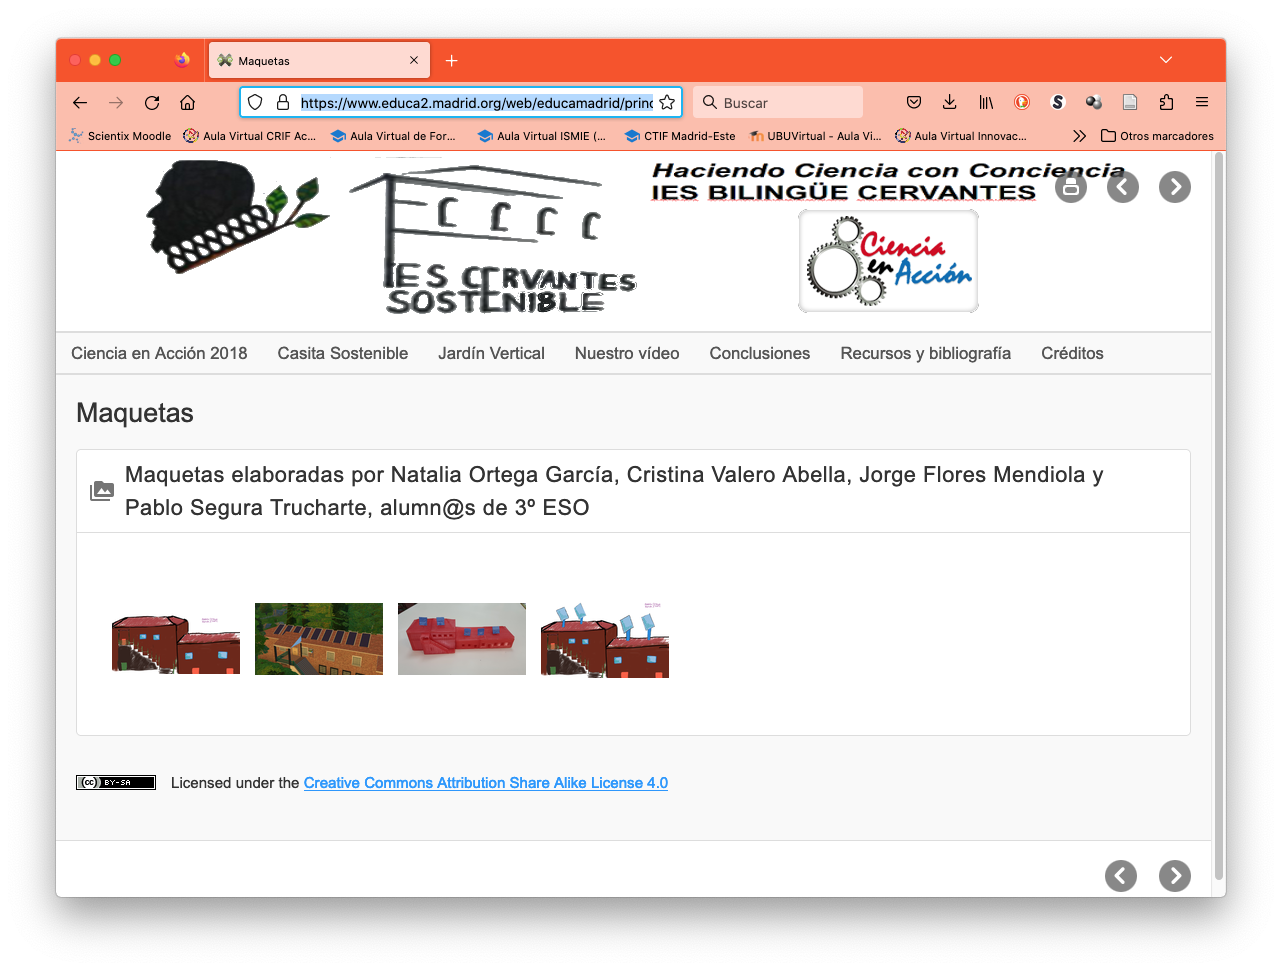 Maquetas
https://www.educa2.madrid.org/web/educamadrid/princ
Buscar
Scientix Moodle
Aula Virtual CRIF Ac...
Aula Virtual de For...
Aula Virtual ISMIE (...
CTIF Madrid-Este
UBUVirtual - Aula Vi...
Aula Virtual Innovac...
Otros marcadores
Haciendo Ciencia con Conciencia
IES BILINGÜE CERVANTES
IES CERVANTES
SOSTENIBLE
Ciencia
en Acción
Ciencia en Acción 2018
Casita Sostenible
Jardín Vertical
Nuestro vídeo
Conclusiones
Recursos y bibliografía
Créditos
Maquetas
Maquetas elaboradas por Natalia Ortega García, Cristina Valero Abella, Jorge Flores Mendiola y
Pablo Segura Trucharte, alumn@s de 3º ESO
(cc) BY-SA
Licensed under the Creative Commons Attribution Share Alike License 4.0